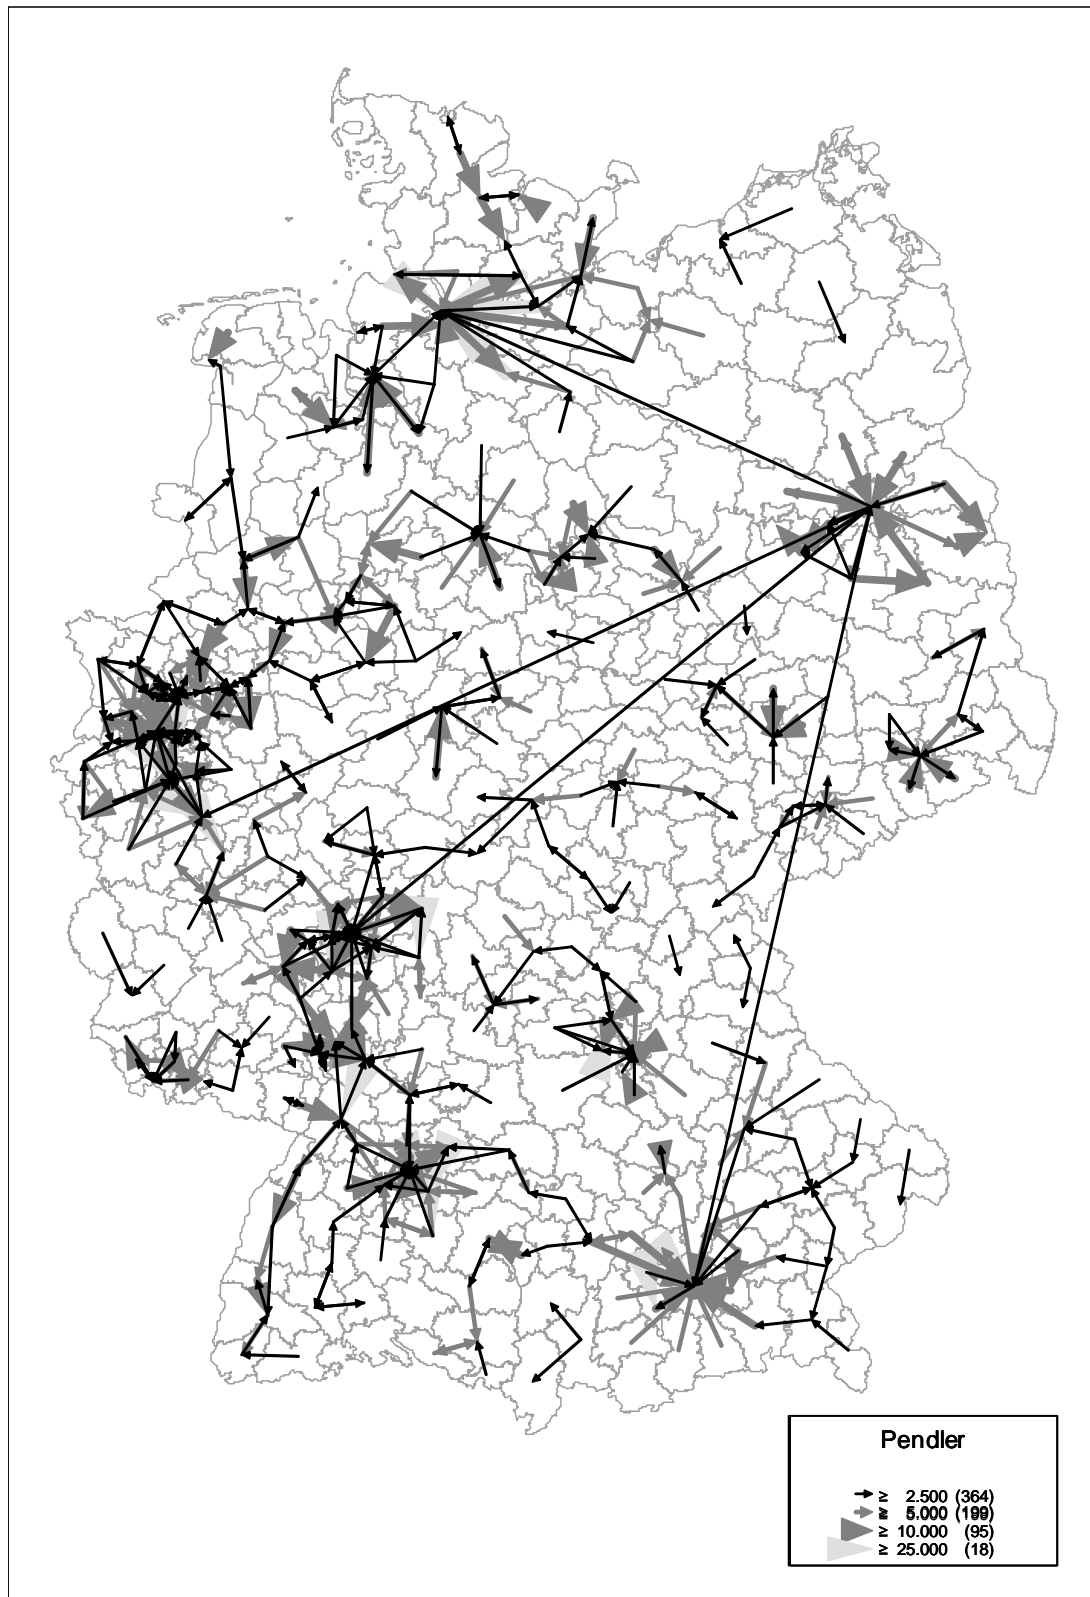 Pendler
≥ 2.500 (364)
≥ 5.000 (199)
≥ 10.000 (95)
≥ 25.000 (18)